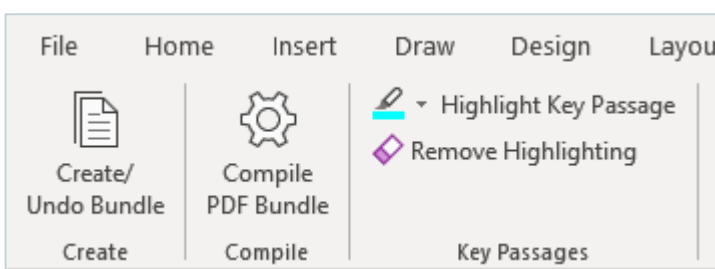 File Home Insert Draw Design Layou
Create/
Undo Bundle
Compile
PDF Bundle
Highlight Key Passage
Remove Highlighting
Create Compile Key Passages